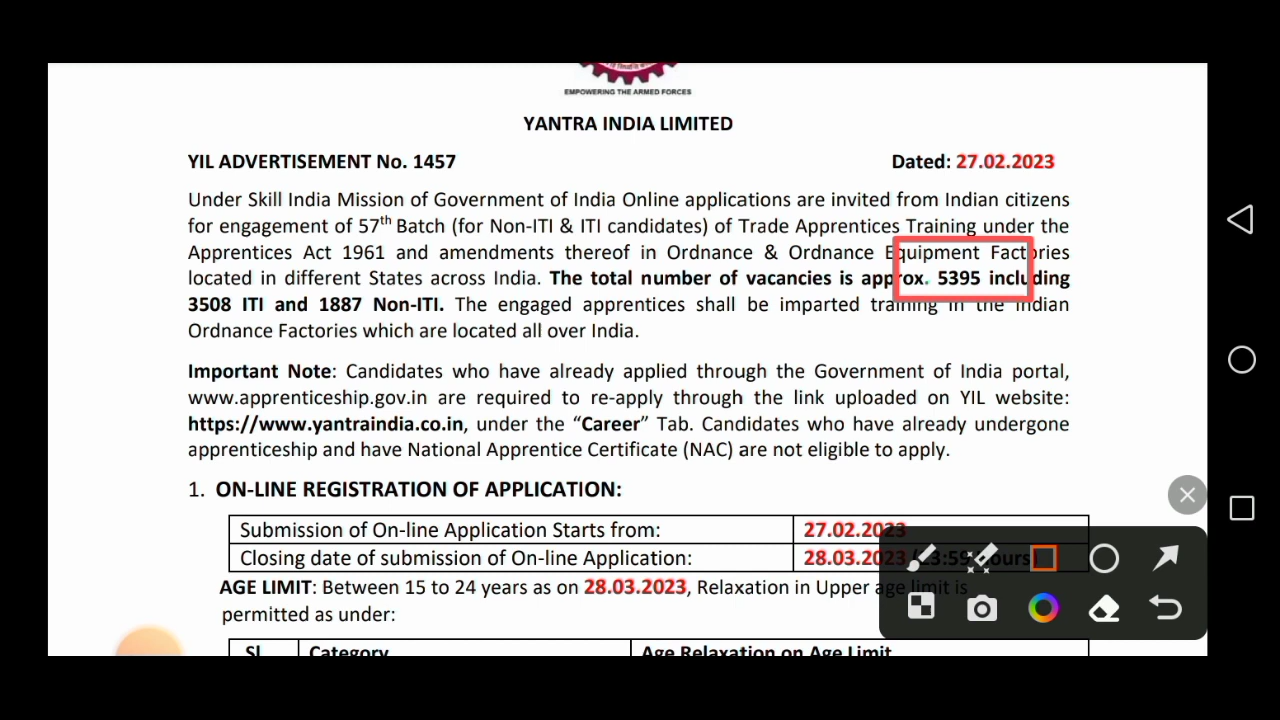 EMPOWERING THE ARMED FORCES
YANTRA INDIA LIMITED
YIL ADVERTISEMENT No. 1457 Dated: 27.02.2023
Under Skill India Mission of Government of India Online applications are invited from Indian citizens
for engagement of 57th Batch (for Non-ITI & ITI candidates) of Trade Apprentices Training under the
Apprentices Act 1961 and amendments thereof in Ordnance & Ordnance Equipment Factories
located in different States across India. The total number of vacancies is approx. 5395 including
3508 ITI and 1887 Non-ITI. The engaged apprentices shall be imparted training in the Indian
Ordnance Factories which are located all over India.
Important Note: Candidates who have already applied through the Government of India portal,
www.apprenticeship.gov.in are required to re-apply through the link uploaded on YIL website:
https://www.yantraindia.co.in, under the “Career” Tab. Candidates who have already undergone
apprenticeship and have National Apprentice Certificate (NAC) are not eligible to apply.
1. ON-LINE REGISTRATION OF APPLICATION:
Submission of On-line Application Starts from: 27.02.2023
Closing date of submission of On-line Application: 28.03.2023 (23:59 hours)
AGE LIMIT: Between 15 to 24 years as on 28.03.2023, Relaxation in Upper age limit is
permitted as under:
Sl. Category Age Relaxation on Age Limit